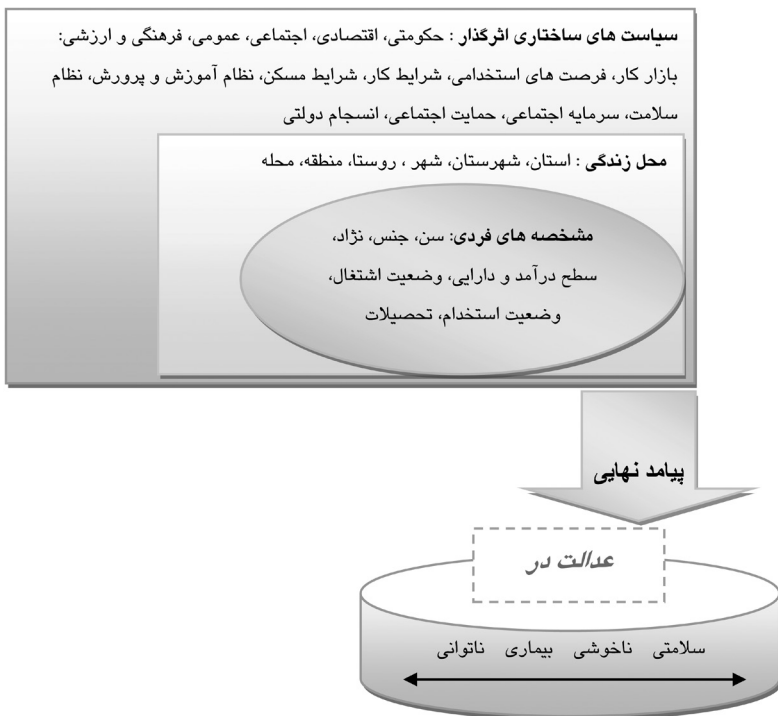 سیاست های ساختاری اثرگذار : حکومتی، اقتصادی، اجتماعی، عمومی، فرهنگی و ارزشی:
بازار کار، فرصت های استخدامی، شرایط کار، شرایط مسکن، نظام آموزش و پرورش، نظام
سلامت، سرمایه اجتماعی، حمایت اجتماعی، انسجام دولتی
محل زندگی : استان، شهرستان، شهر ، روستا، منطقه، محله
مشخصه های فردی: سن، جنس، نژاد،
سطح درآمد و دارایی، وضعیت اشتغال،
وضعیت استخدام، تحصیلات
پیامد نهایی
عدالت در
سلامتی ناخوشی بیماری ناتوانی